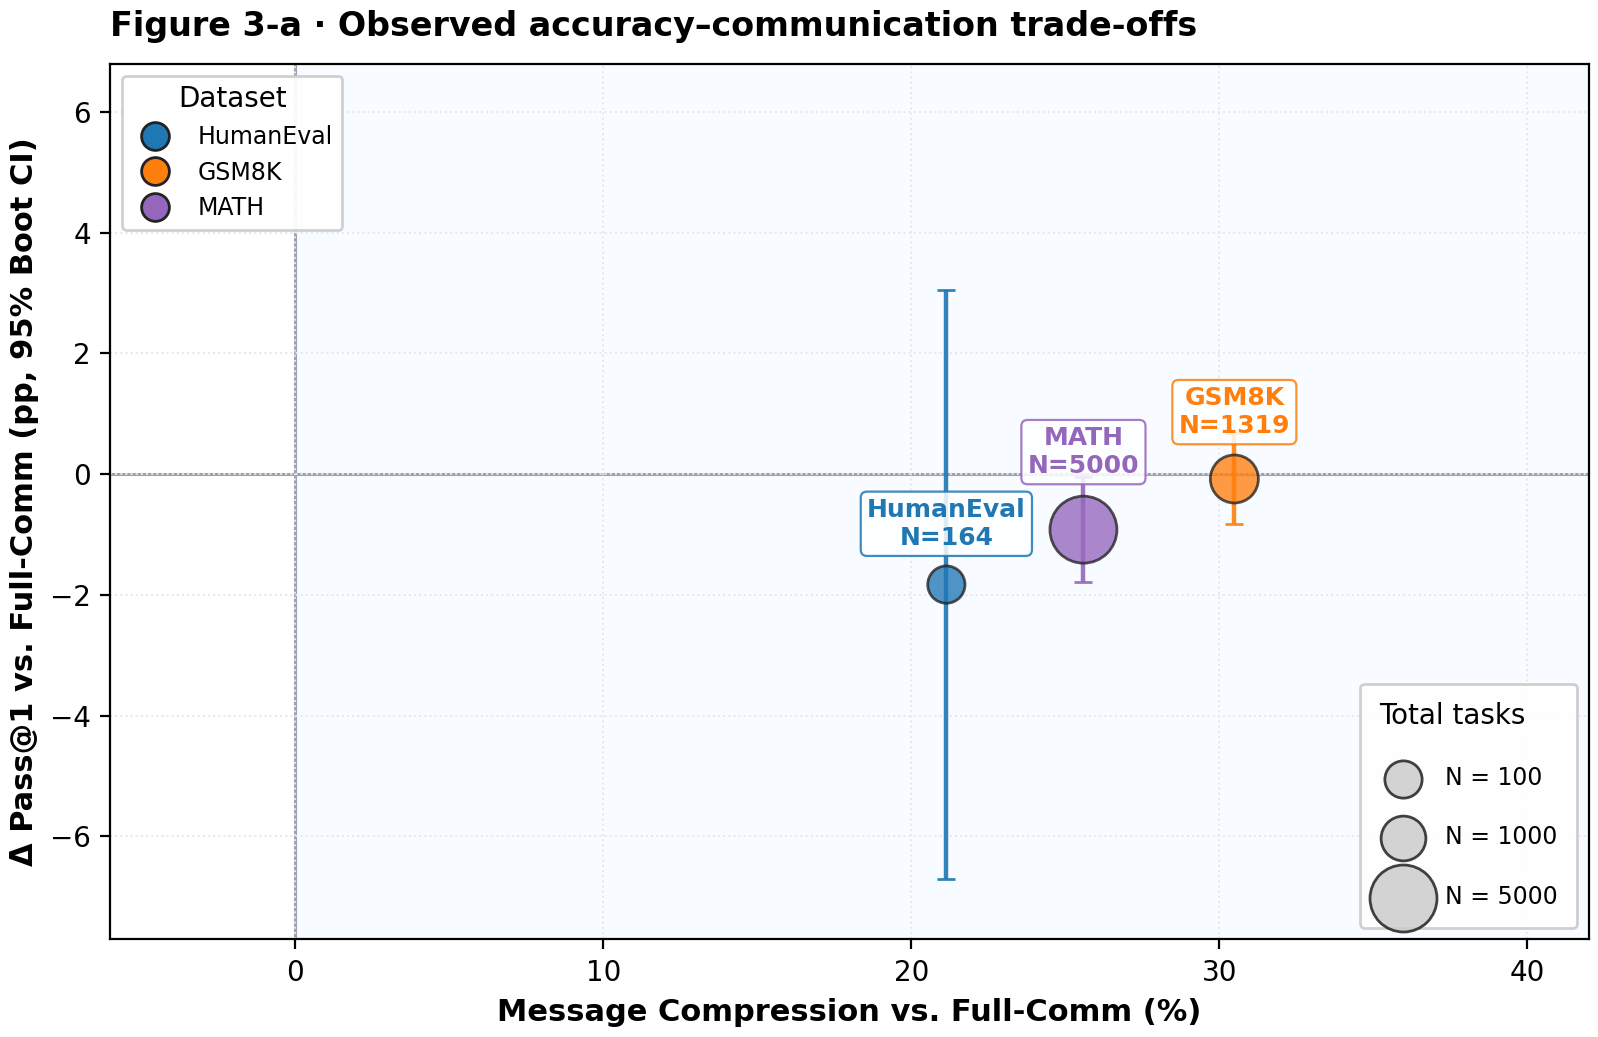 Figure 3-a · Observed accuracy–communication trade-offs
Δ Pass@1 vs. Full-Comm (pp, 95% Boot CI)
6
4
2
0
−2
−4
−6
Dataset
HumanEval
GSM8K
MATH
GSM8K
N=1319
MATH
N=5000
HumanEval
N=164
Total tasks
N = 100
N = 1000
N = 5000
0
10
20
30
40
Message Compression vs. Full-Comm (%)